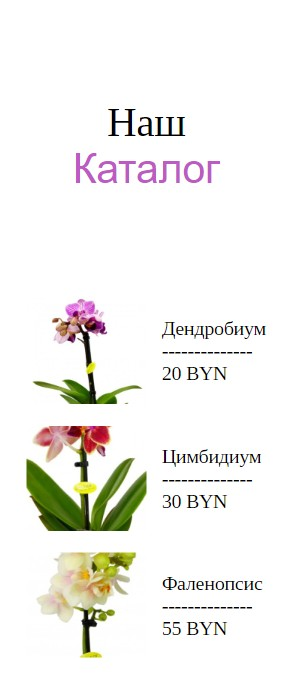 Наш
Каталог
Дендробиум
--------------
20 BYN
Цимбидиум
--------------
30 BYN
Фаленопсис
--------------
55 BYN